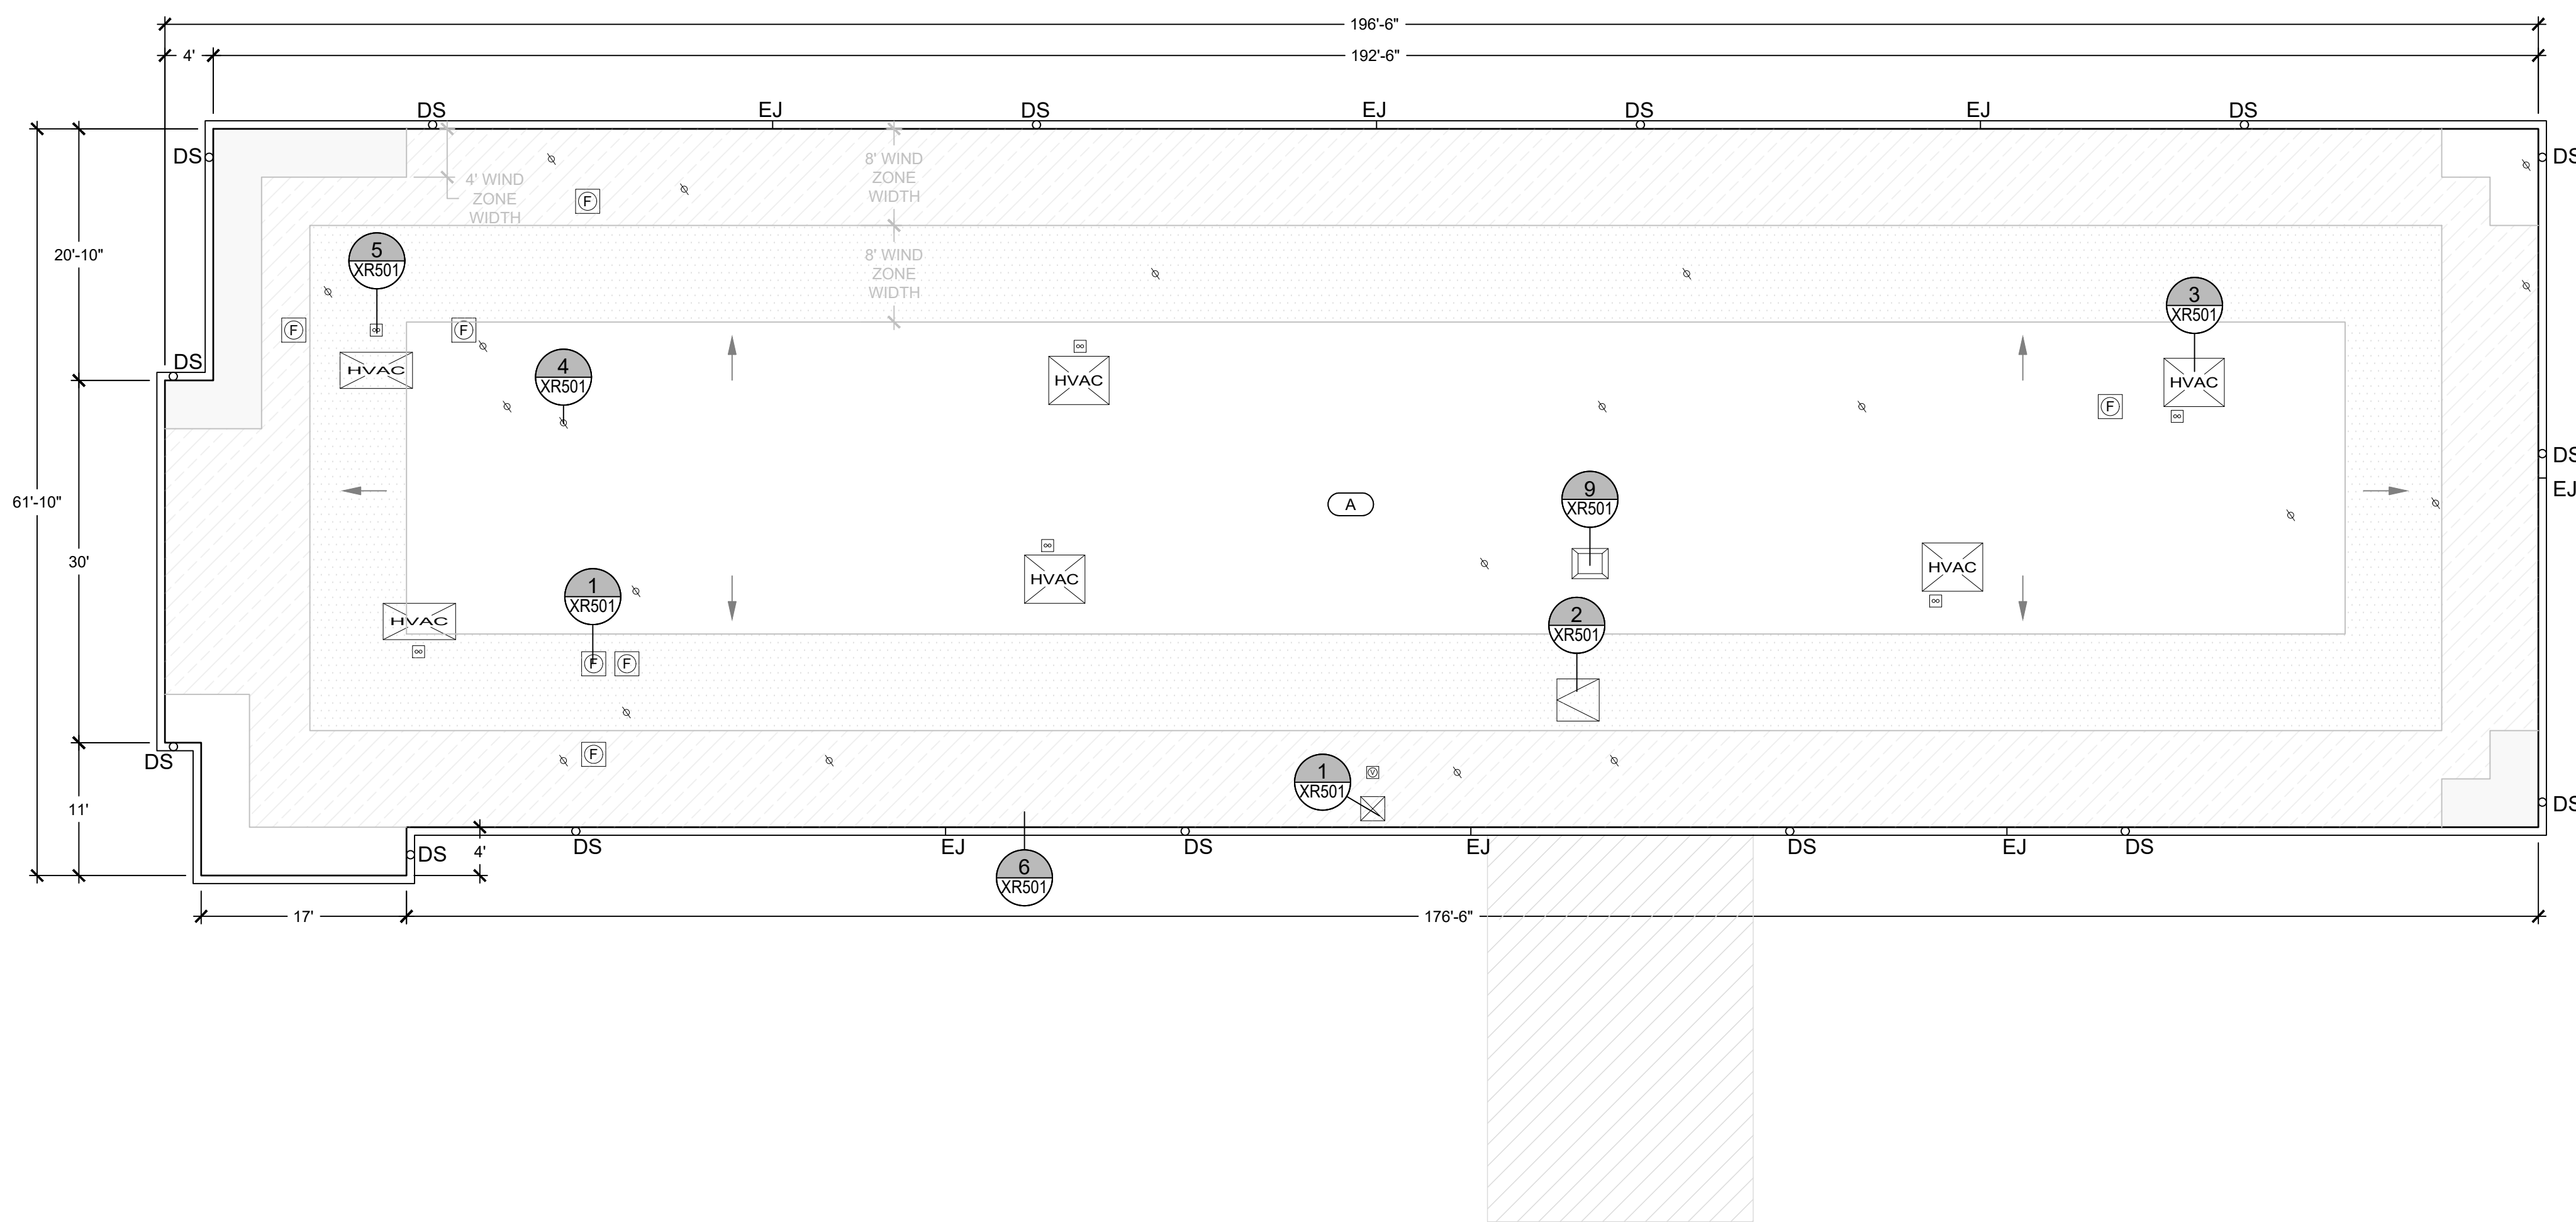 196'-6"
4'
192'-6"
DS
EJ
DS
EJ
DS
EJ
DS
DS
DS
4' WIND
ZONE
WIDTH
8' WIND
ZONE
WIDTH
F
20'-10"
5
XR501
8' WIND
ZONE
WIDTH
3
XR501
F
F
DS
HVAC
4
XR501
HVAC
HVAC
F
DS
EJ
61'-10"
A
9
XR501
30'
1
XR501
HVAC
HVAC
HVAC
2
XR501
F
F
DS
F
1
XR501
V
11'
DS
4'
DS
DS
EJ
DS
EJ
DS
EJ
DS
6
XR501
17'
176'-6"